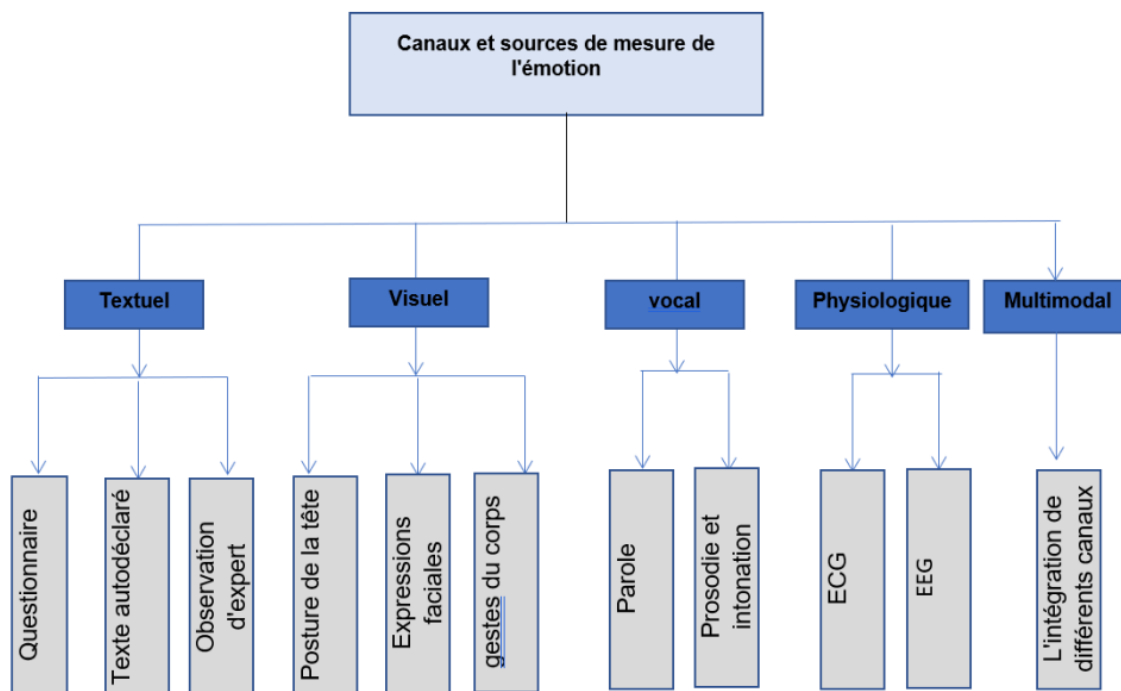 Canaux et sources de mesure de
l'émotion
Textuel
Visuel
vocal
Physiologique
Multimodal
Questionnaire
Texte autodéclaré
Observation
d'expert
Posture de la tête
Expressions
faciales
gestes du corps
Parole
Prosodie et
intonation
ECG
EEG
L'intégration de
différents canaux